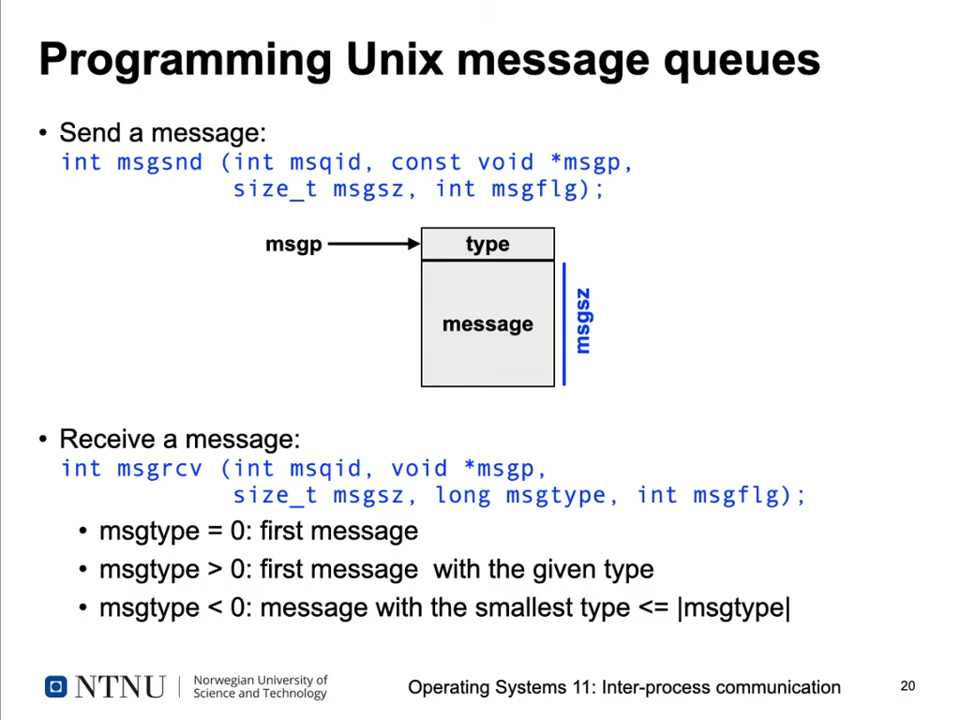 Programming Unix message queues
• Send a message:
int msgsnd (int msqid, const void *msgp,
size_t msgsz, int msgflg);
msgp
type
message
msgsz
• Receive a message:
int msgrcv (int msqid, void *msgp,
size_t msgsz, long msgtype, int msgflg);
• msgtype = 0: first message
• msgtype > 0: first message  with the given type
• msgtype < 0: message with the smallest type <= |msgtype|
NTNU
Norwegian University of
Science and Technology
Operating Systems 11: Inter-process communication
20